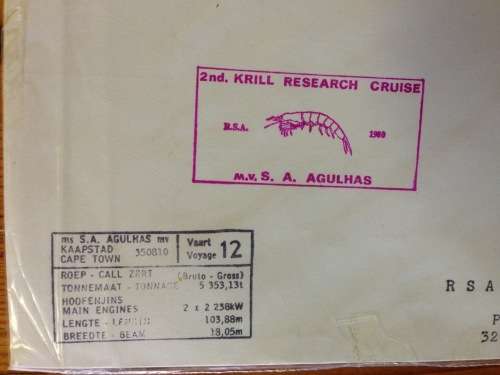 2nd. KRILL RESEARCH CRUISE
R.S.A. 1980
M.V. S. A. AGULHAS
ms S.A. AGULHAS mv
KAAPSTAD
CAPE TOWN 350810
Vaart
Voyage 12
ROEP - CALL ZRRT (Bruto - Gross)
TONNEMAAT - TONNAGE 5 353,13t
HOOFENJINS
MAIN ENGINES 2 x 2 238kW
LENGTE - LENGTH 103,88m
BREEDTE - BEAM 18,05m
R S A
P
32